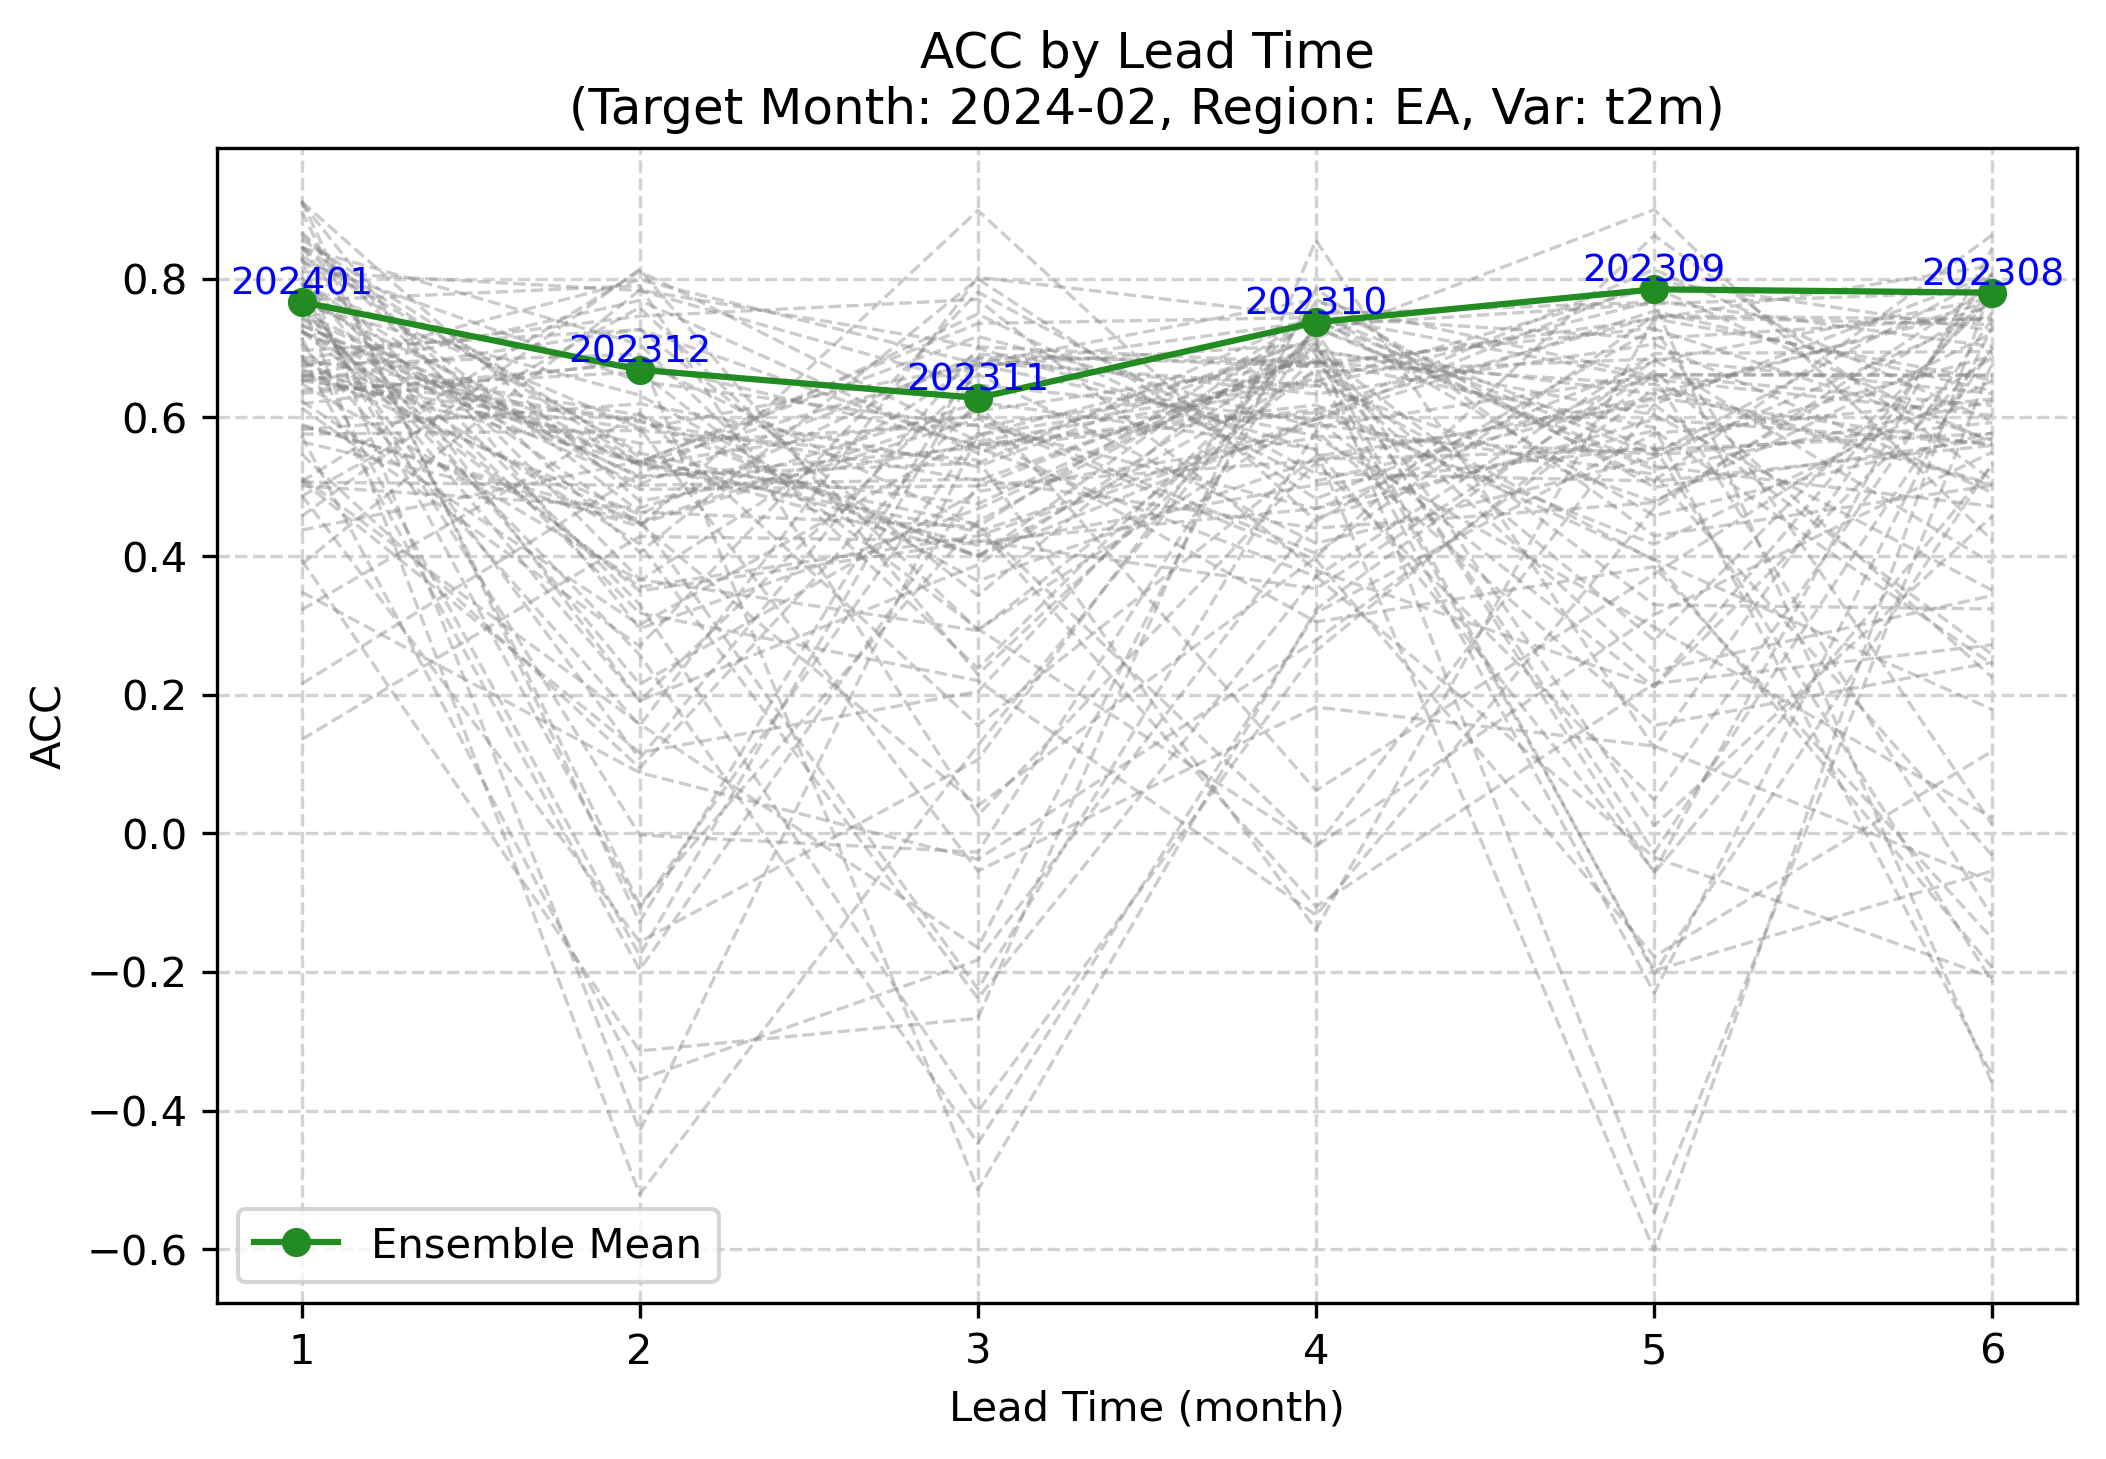 ACC by Lead Time
(Target Month: 2024-02, Region: EA, Var: t2m)
ACC
0.8
0.6
0.4
0.2
0.0
−0.2
−0.4
−0.6
202401
202312
202311
202310
202309
202308
Ensemble Mean
1 2 3 4 5 6
Lead Time (month)